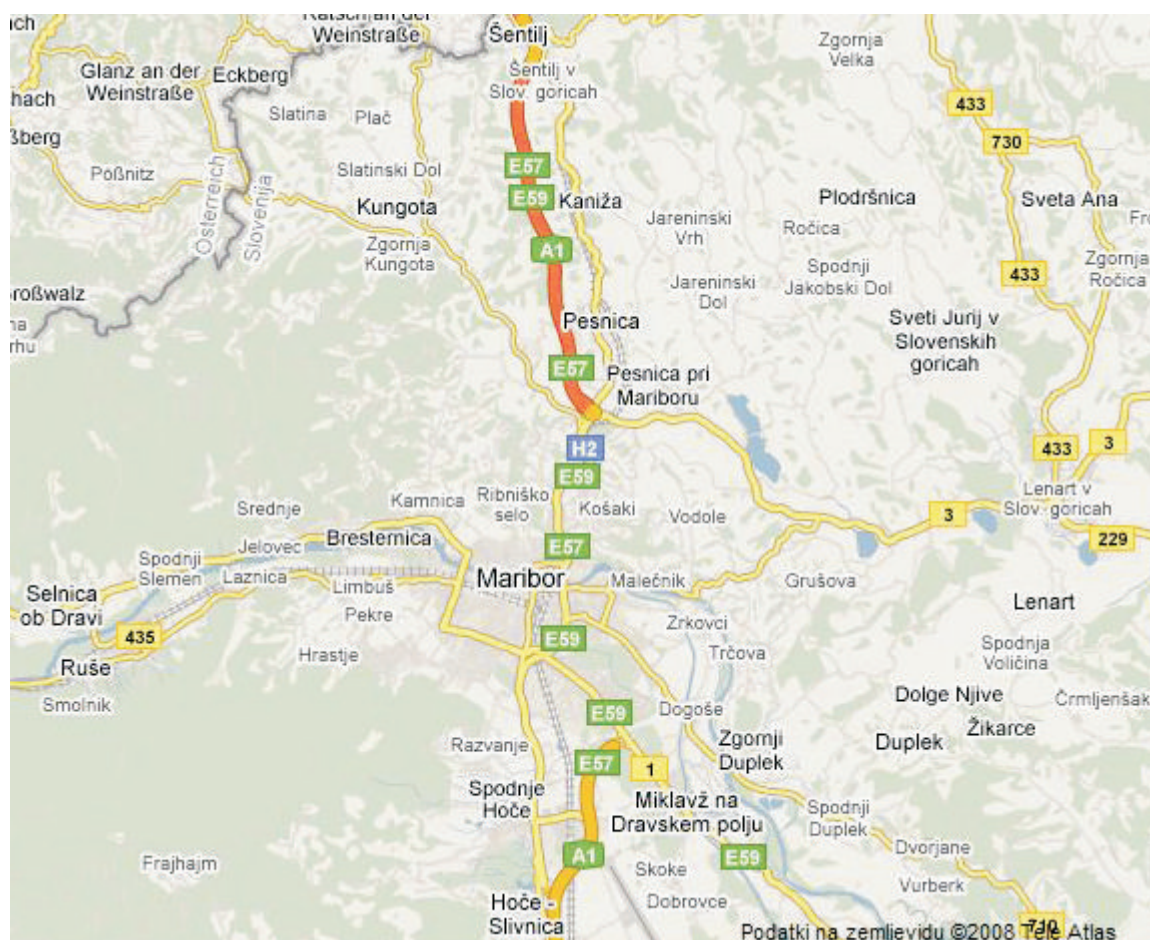 Ratsch an der
Weinstraße
Šentilj
Zgornja
Velka
Glanz an der
Weinstraße
Eckberg
Šentilj v
Slov. goricah
433
Slatina
Plač
730
Poßnitz
Slatinski Dol
E57
E59
Kaniža
Plodršnica
Sveta Ana
Österreich
Slovenija
Kungota
Jareninski
Vrh
Ročica
Zgornja
Kungota
A1
Spodnji
Jakobski Dol
433
Zgornja
Ročica
Jareninski
Dol
Pesnica
Sveti Jurij v
Slovenskih
goricah
E57
Pesnica pri
Mariboru
H2
433
3
E59
Kamnica
Ribniško
selo
Košaki
Vodole
Lenart v
Slov. goricah
Srednje
3
Bresternica
229
Jelovec
E57
Spodnji
Slemen
Laznica
Limbuš
Maribor
Malečnik
Grušova
Selnica
ob Dravi
Pekre
Lenart
435
Zrkovci
E59
Ruše
Hrastje
Trčova
Spodnja
Voličina
Smolnik
Dolge Njive
Črmljenšak
E59
Dogoše
Žikarce
Razvanje
Zgornji
Duplek
Duplek
E57
1
Spodnje
Hoče
Miklavž na
Dravskem polju
Spodnji
Duplek
A1
E59
Dvorjane
Frajhajm
Skoke
Vurberk
Hoče -
Slivnica
Dobrovce
710
Podatki na zemljevidu ©2008 Tele Atlas